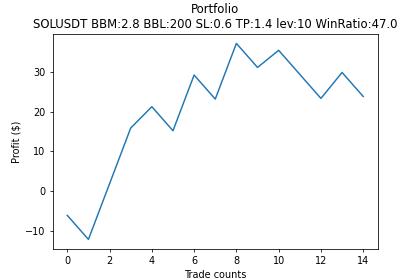 Portfolio
SOLUSDT BBM:2.8 BBL:200 SL:0.6 TP:1.4 lev:10 WinRatio:47.0
Profit ($)
30
20
10
0
−10
0 2 4 6 8 10 12 14
Trade counts